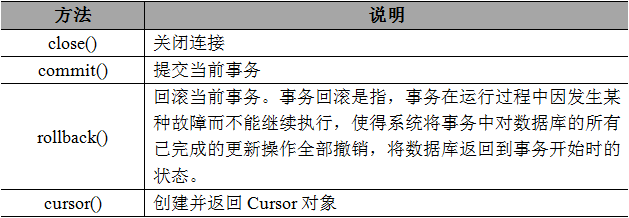 方法 说明
close() 关闭连接
commit() 提交当前事务
回滚当前事务。事务回滚是指，事务在运行过程中因发生某
种故障而不能继续执行，使得系统将事务中对数据库的所有
rollback()
已完成的更新操作全部撤销，将数据库返回到事务开始时的
状态。
cursor() 创建并返回 Cursor 对象